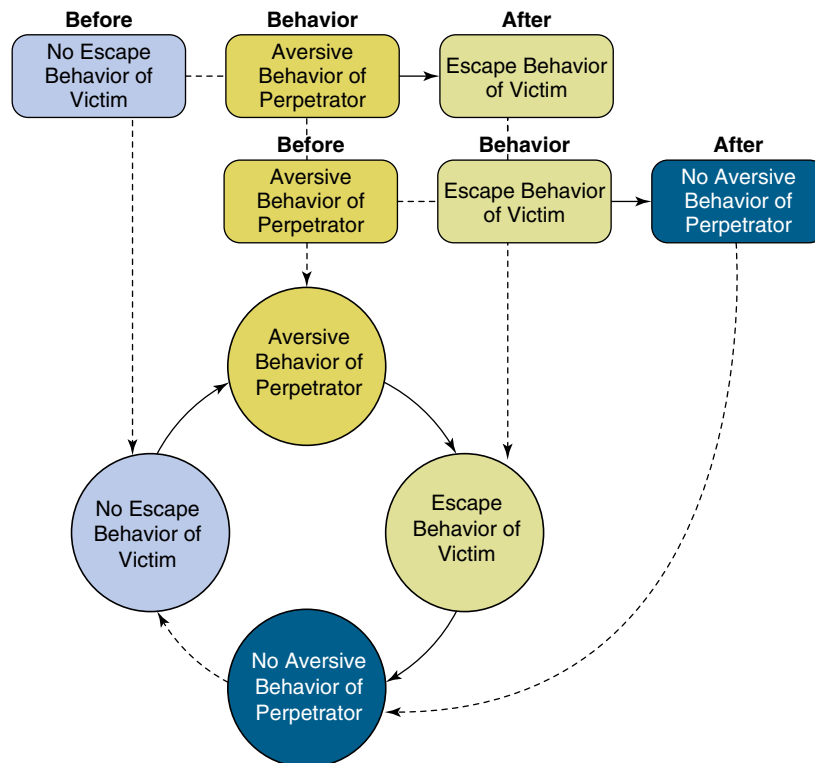 Before
Behavior
After
No Escape
Behavior of
Victim
Aversive
Behavior of
Perpetrator
Escape Behavior
of Victim
Before
Behavior
After
Aversive
Behavior of
Perpetrator
Escape Behavior
of Victim
No Aversive
Behavior of
Perpetrator
Aversive
Behavior of
Perpetrator
No Escape
Behavior of
Victim
Escape
Behavior of
Victim
No Aversive
Behavior of
Perpetrator